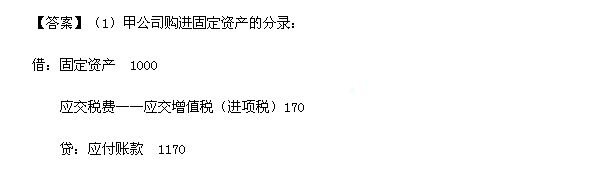 【答案】（1）甲公司购进固定资产的分录：
借：固定资产 1000
应交税费——应交增值税（进项税）170
贷：应付账款 1170